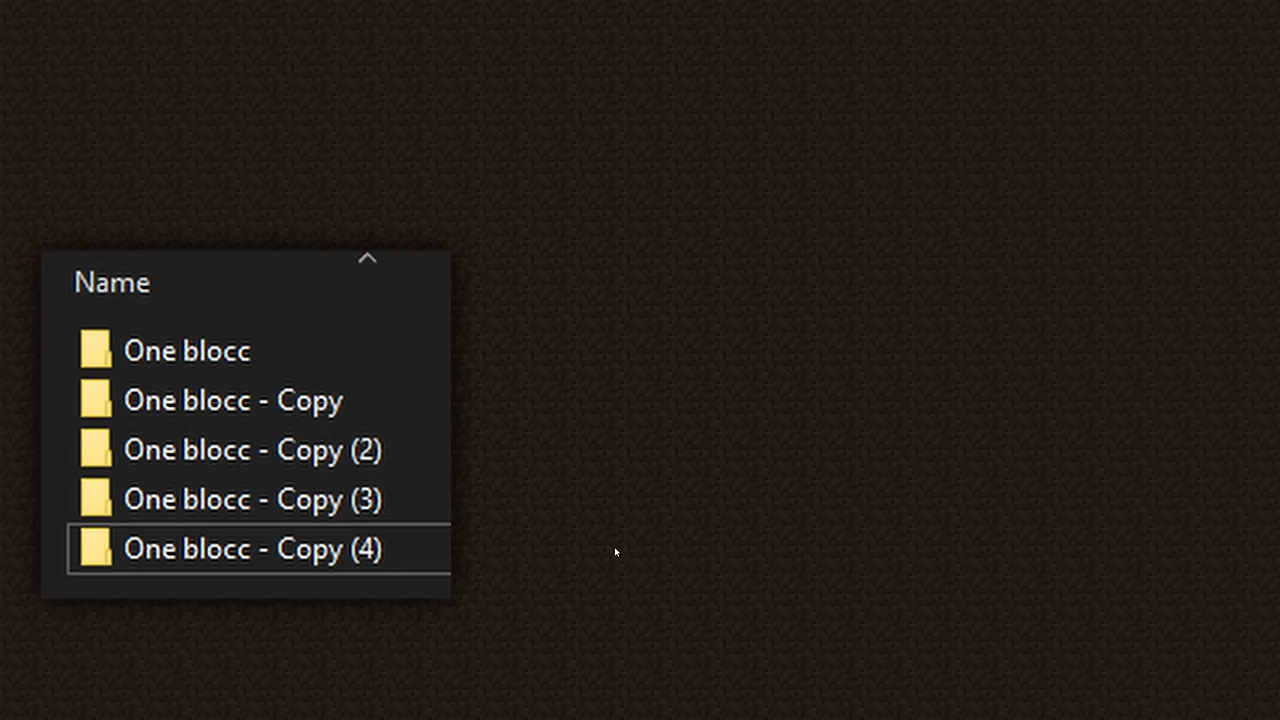 Name
One blocc
One blocc - Copy
One blocc - Copy (2)
One blocc - Copy (3)
One blocc - Copy (4)